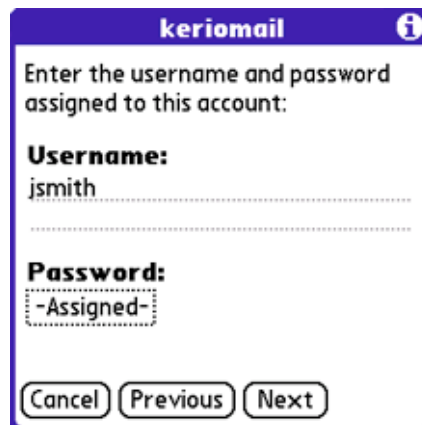 keriomail
Enter the username and password
assigned to this account:
Username:
jsmith
Password:
-Assigned-
Cancel Previous Next